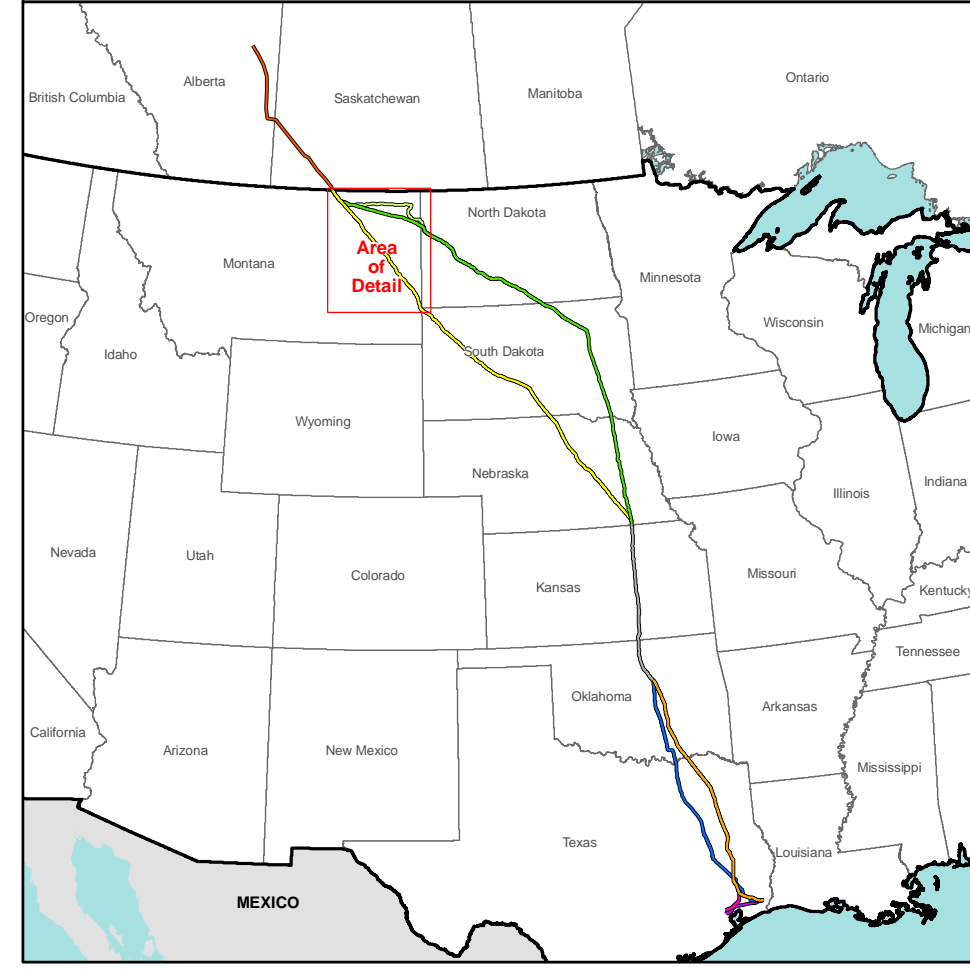 Ontario
Alberta
British Columbia
Saskatchewan
Manitoba
North Dakota
Area
of
Detail
Montana
Minnesota
Oregon
Wisconsin
Michigan
Idaho
South Dakota
Wyoming
Iowa
Nebraska
Indiana
Illinois
Nevada
Utah
Colorado
Kansas
Missouri
Kentucky
Tennessee
Oklahoma
Arkansas
California
Arizona
New Mexico
Mississippi
Texas
Louisiana
MEXICO